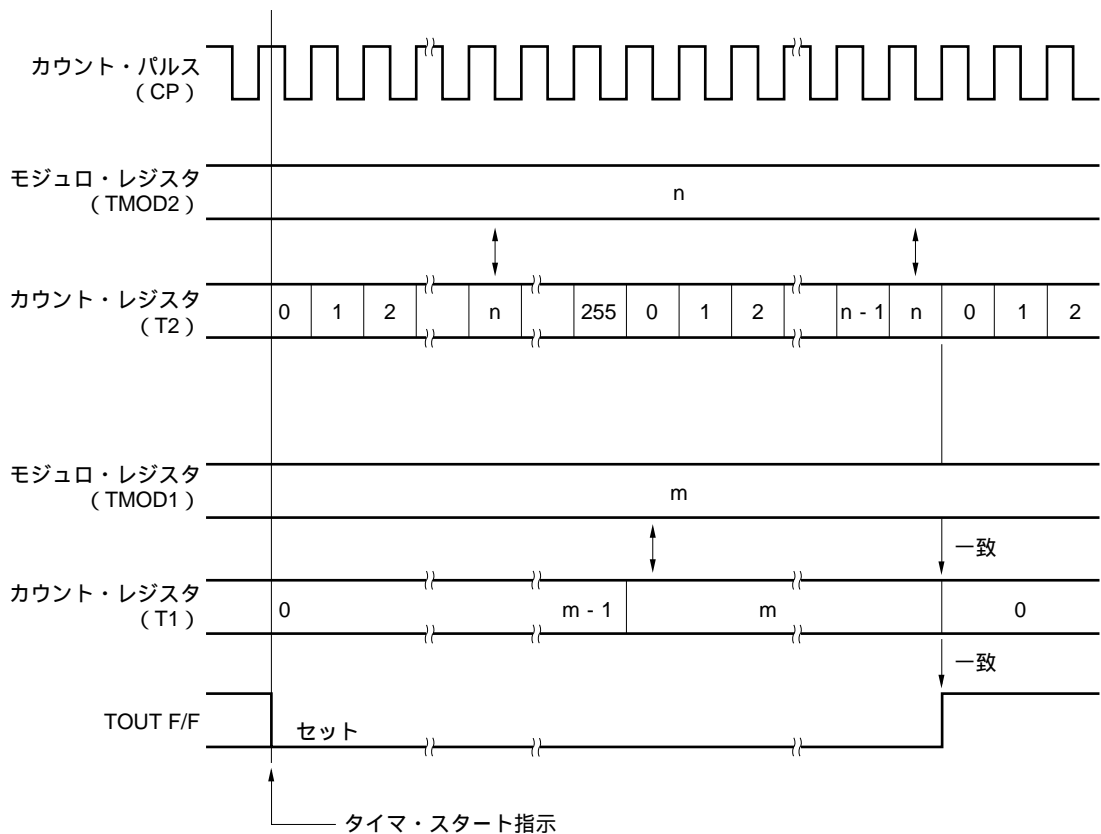 カウント・パルス
( CP )
モジュロ・レジスタ
( TMOD2 )
n
カウント・レジスタ
( T2 )
0 1 2 n 255 0 1 2 n - 1 n 0 1 2
モジュロ・レジスタ
( TMOD1 )
m
一致
カウント・レジスタ
( T1 )
0 m - 1 m 0
一致
TOUT F/F
セット
タイマ・スタート指示